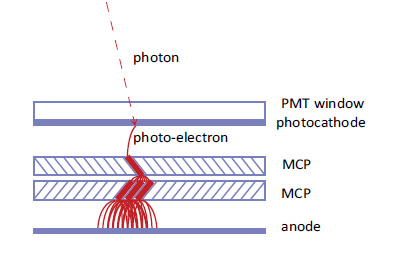 photon
PMT window
photocathode
photo-electron
MCP
MCP
anode